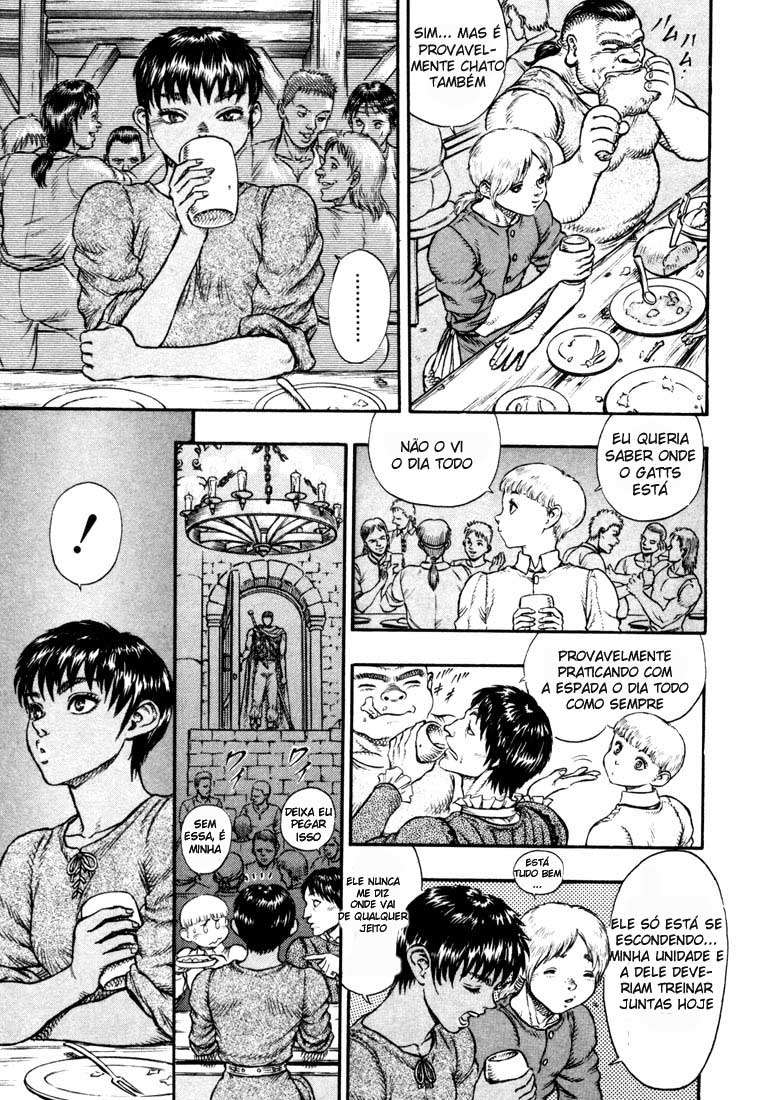 SIM... MAS É
PROVAVEL-
MENTE CHATO
TAMBÉM
.........
EU QUERIA
SABER ONDE
O GATTS
ESTÁ
NÃO O VI
O DIA TODO
PROVAVELMENTE
PRATICANDO COM
A ESPADA O DIA TODO
COMO SEMPRE
ELE SÓ ESTÁ SE
ESCONDENDO...
MINHA UNIDADE E
A DELE DEVE-
RIAM TREINAR
JUNTAS HOJE
ESTÁ
TUDO BEM
...
ELE NUNCA
ME DIZ
ONDE VAI
DE QUALQUER
JEITO
DEIXA EU
PEGAR
ISSO
SEM
ESSA, É
MINHA
!